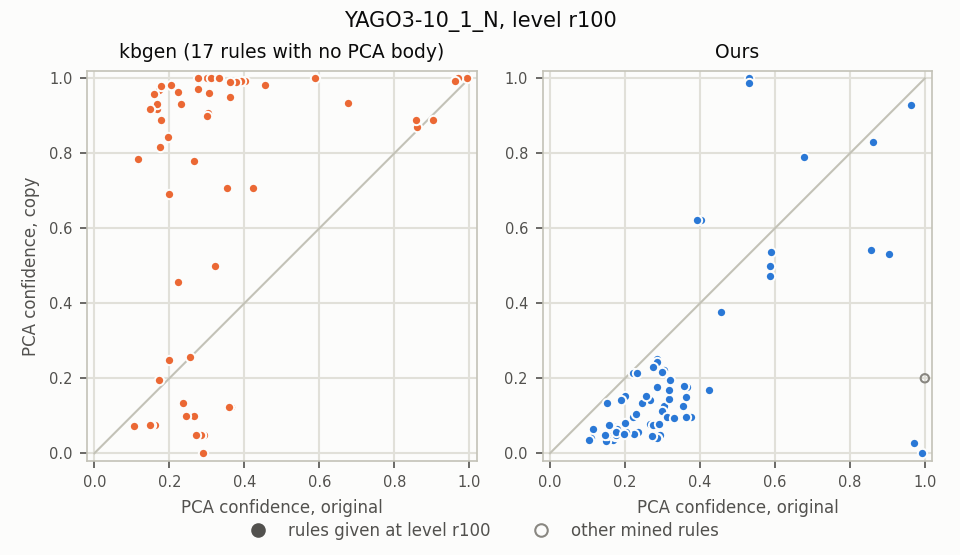 YAGO3-10_1_N, level r100
kbgen (17 rules with no PCA body)
Ours
1.0
0.8
0.6
0.4
0.2
0.0
0.0 0.2 0.4 0.6 0.8 1.0
PCA confidence, copy
PCA confidence, original
1.0
0.8
0.6
0.4
0.2
0.0
0.0 0.2 0.4 0.6 0.8 1.0
PCA confidence, original
rules given at level r100
other mined rules